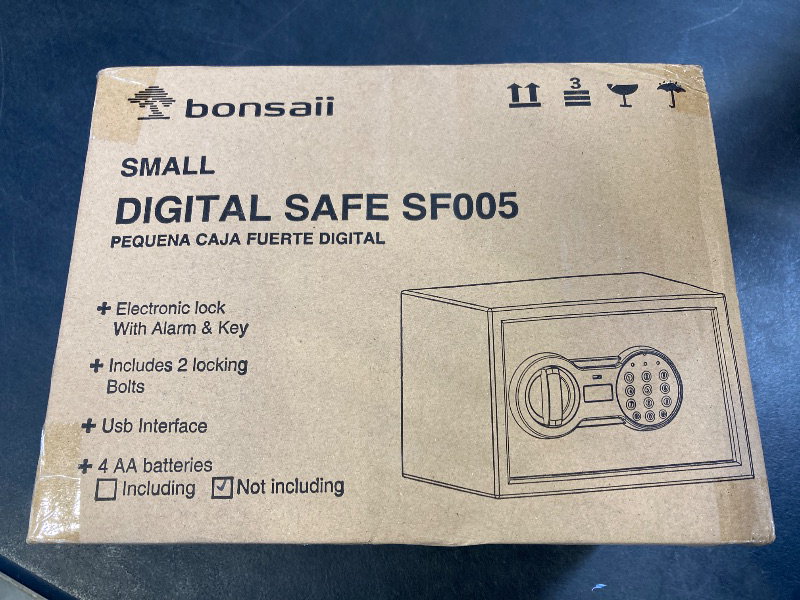 bonsaii
3
SMALL
DIGITAL SAFE SF005
PEQUENA CAJA FUERTE DIGITAL
+ Electronic lock
With Alarm & Key
+ Includes 2 locking
Bolts
+ Usb Interface
+ 4 AA batteries
☐ Including ☑ Not including